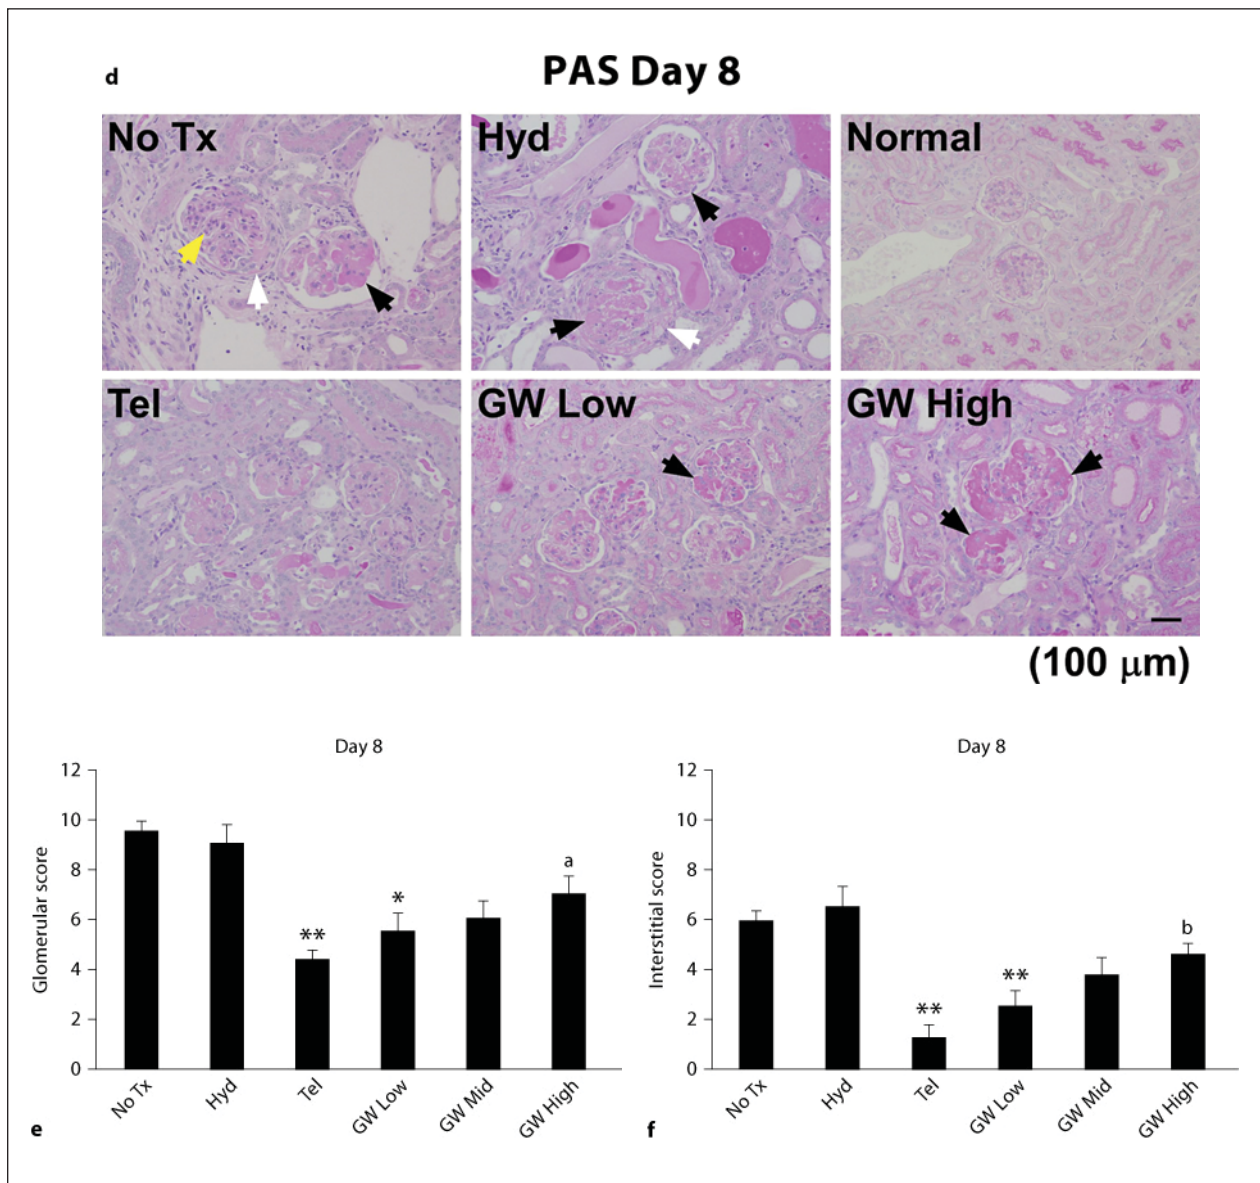 d
PAS Day 8
No Tx
Hyd
Normal
Tel
GW Low
GW High
(100 μm)
Day 8
12
10
8
6
4
2
0
Glomerular score
**
*
a
No Tx
Hyd
Tel
GW Low
GW Mid
GW High
e
Day 8
12
10
8
6
4
2
0
Interstitial score
**
**
b
No Tx
Hyd
Tel
GW Low
GW Mid
GW High
f